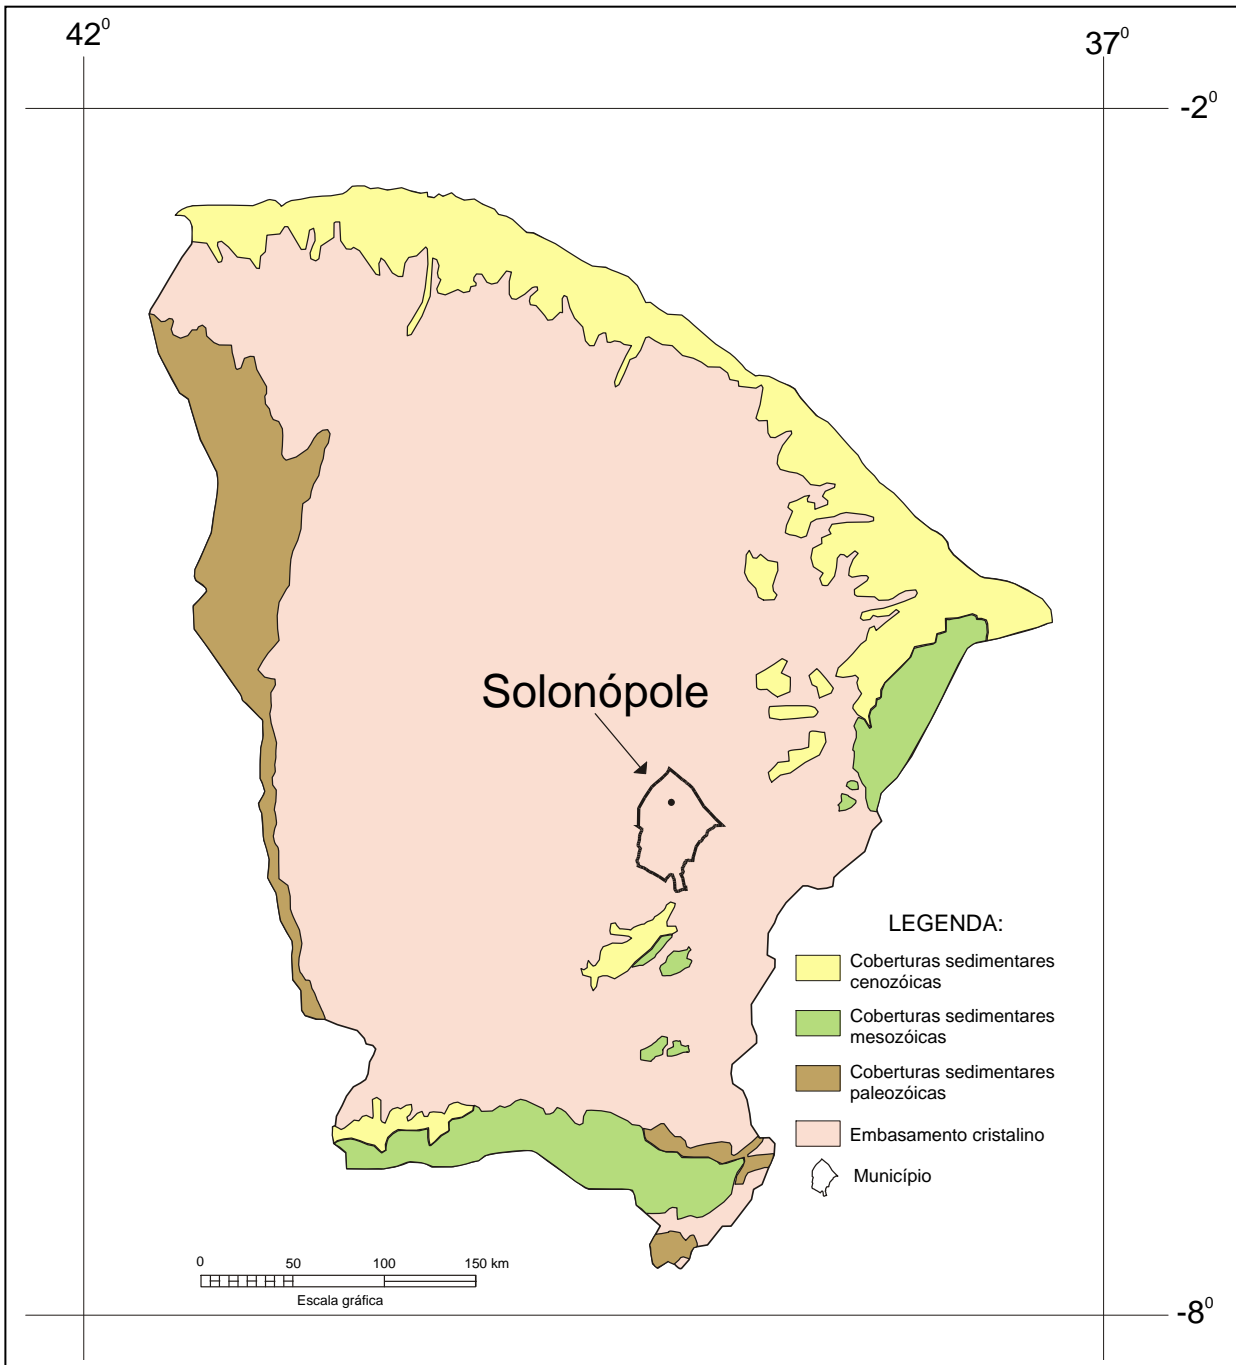 42⁰
37⁰
-2⁰
Solonópole
LEGENDA:
Coberturas sedimentares
cenozóicas
Coberturas sedimentares
mesozóicas
Coberturas sedimentares
paleozóicas
Embasamento cristalino
Município
0 50 100 150 km
Escala gráfica
-8⁰